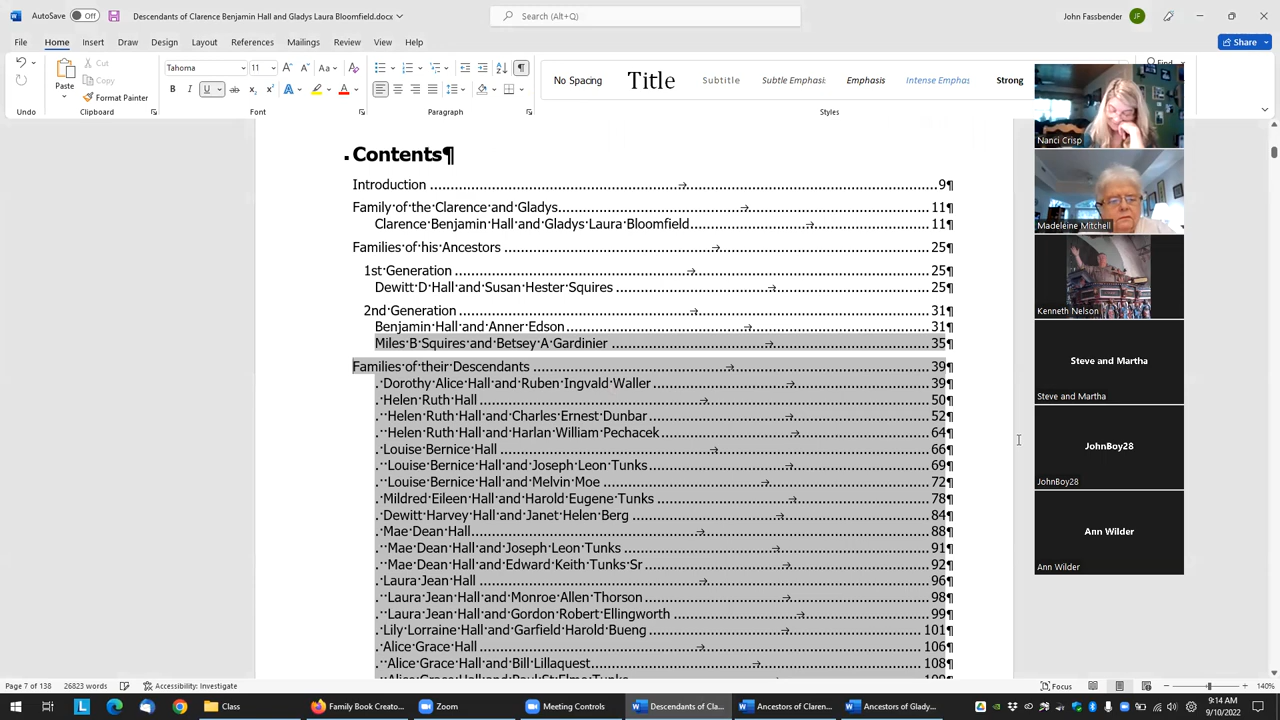 AutoSave Off Descendants of Clarence Benjamin Hall and Gladys Laura Bloomfield.docx Search (Alt+Q) John Fassbender JF
File Home Insert Draw Design Layout References Mailings Review View Help Share
Paste Cut Copy Format Painter Tahoma 11 No Spacing Title Subtitle Subtle Emphasi: Emphasis Intense Emphas Strong Find
Undo Clipboard Font Paragraph Styles
Contents¶
Introduction 9¶
Family·of·the·Clarence·and·Gladys 11¶
Clarence·Benjamin·Hall·and·Gladys·Laura·Bloomfield 11¶
Families·of·his·Ancestors 25¶
1st·Generation 25¶
Dewitt·D·Hall·and·Susan·Hester·Squires 25¶
2nd·Generation 31¶
Benjamin·Hall·and·Anner·Edson 31¶
Miles·B·Squires·and·Betsey·A·Gardinier 35¶
Families·of·their·Descendants 39¶
.·Dorothy·Alice·Hall·and·Ruben·Ingvald·Waller 39¶
.·Helen·Ruth·Hall 50¶
.··Helen·Ruth·Hall·and·Charles·Ernest·Dunbar 52¶
.··Helen·Ruth·Hall·and·Harlan·William·Pechacek 64¶
.·Louise·Bernice·Hall 66¶
.··Louise·Bernice·Hall·and·Joseph·Leon·Tunks 69¶
.··Louise·Bernice·Hall·and·Melvin·Moe 72¶
.·Mildred·Eileen·Hall·and·Harold·Eugene·Tunks 78¶
.·Dewitt·Harvey·Hall·and·Janet·Helen·Berg 84¶
.·Mae·Dean·Hall 88¶
.··Mae·Dean·Hall·and·Joseph·Leon·Tunks 91¶
.··Mae·Dean·Hall·and·Edward·Keith·Tunks·Sr 92¶
.·Laura·Jean·Hall 96¶
.··Laura·Jean·Hall·and·Monroe·Allen·Thorson 98¶
.··Laura·Jean·Hall·and·Gordon·Robert·Ellingworth 99¶
.·Lily·Lorraine·Hall·and·Garfield·Harold·Bueng 101¶
.·Alice·Grace·Hall 106¶
.··Alice·Grace·Hall·and·Bill·Lillaquest 108¶
Nanci Crisp
Madeleine Mitchell
Kenneth Nelson
Steve and Martha
Steve and Martha
JohnBoy28
JohnBoy28
Ann Wilder
Ann Wilder
Page 7 of 138 26823 words Accessibility: Investigate Focus 140%
Class Family Book Creato... Zoom Meeting Controls Descendants of Cla... Ancestors of Claren... Ancestors of Glady... 9:14 AM
9/10/2022